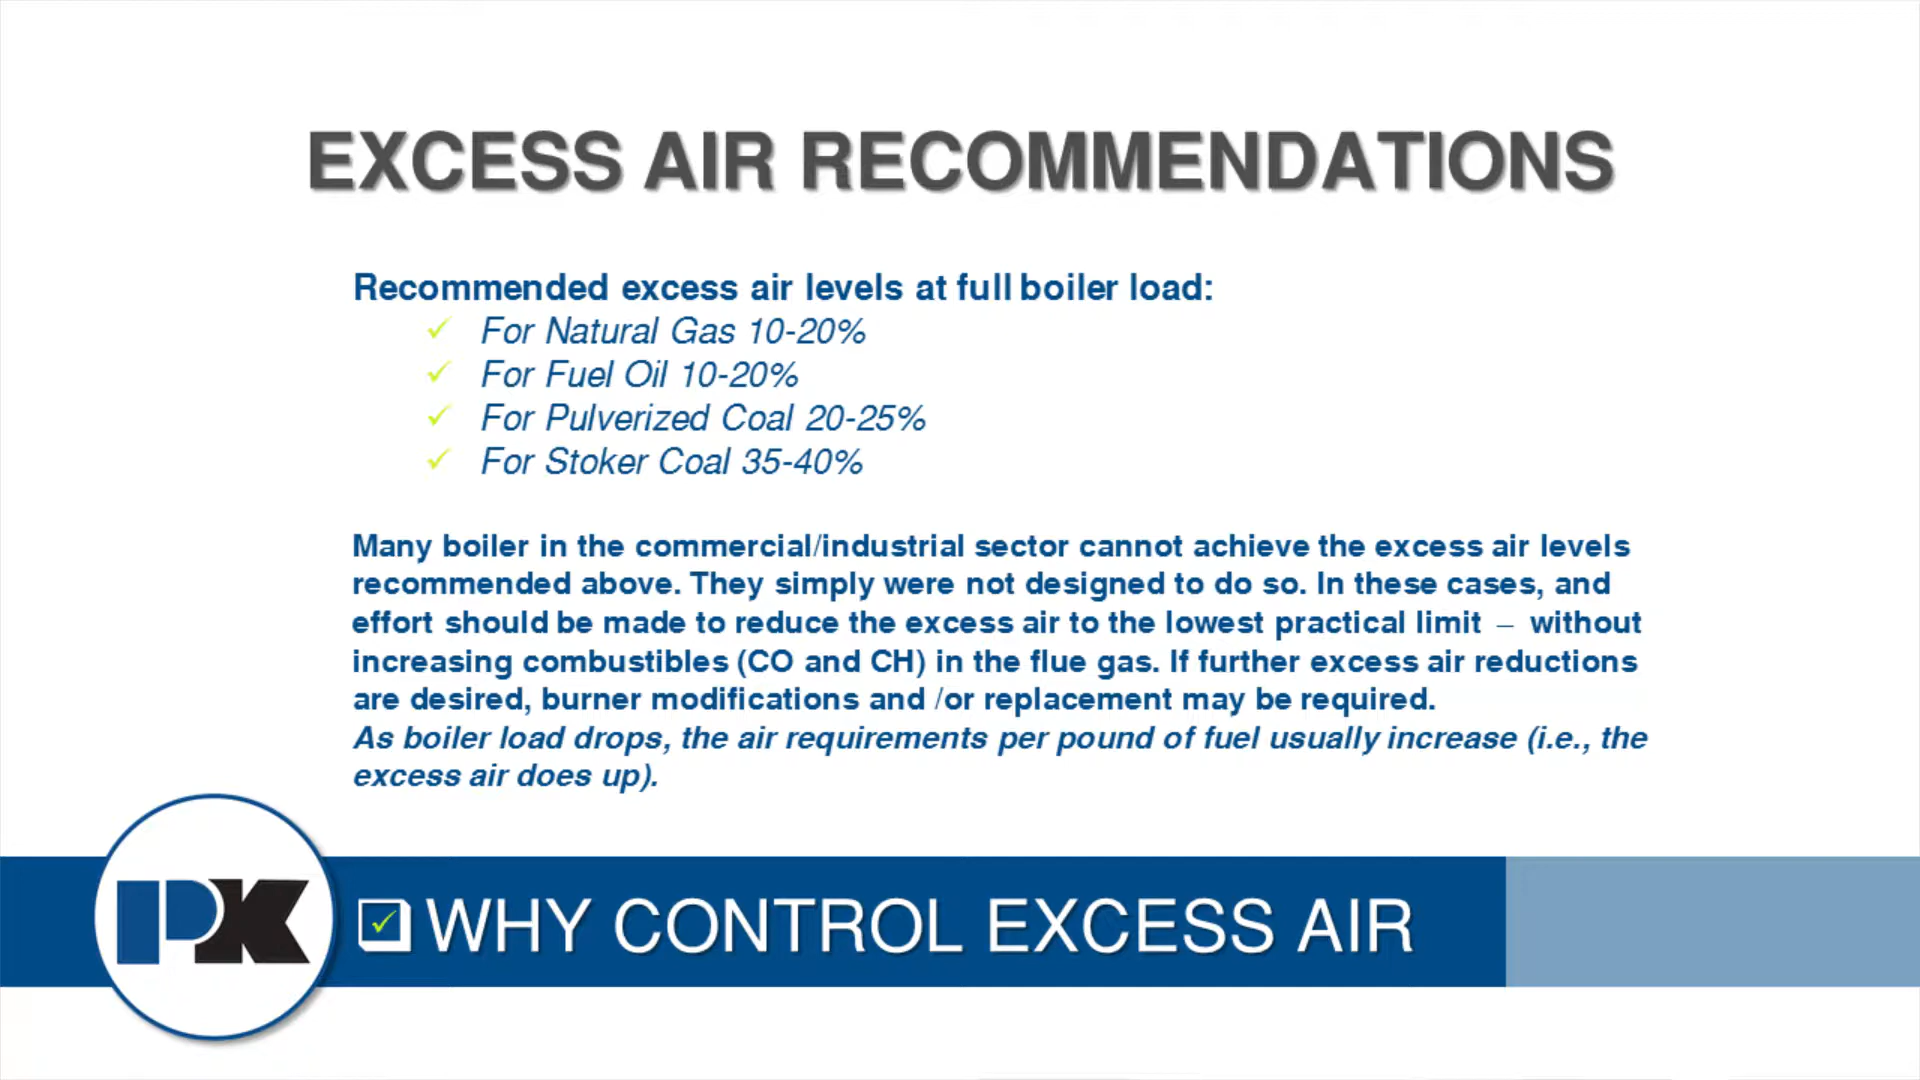 EXCESS AIR RECOMMENDATIONS
Recommended excess air levels at full boiler load:
For Natural Gas 10-20%
For Fuel Oil 10-20%
For Pulverized Coal 20-25%
For Stoker Coal 35-40%
Many boiler in the commercial/industrial sector cannot achieve the excess air levels
recommended above. They simply were not designed to do so. In these cases, and
effort should be made to reduce the excess air to the lowest practical limit – without
increasing combustibles (CO and CH) in the flue gas. If further excess air reductions
are desired, burner modifications and /or replacement may be required.
As boiler load drops, the air requirements per pound of fuel usually increase (i.e., the
excess air does up).
PK
WHY CONTROL EXCESS AIR